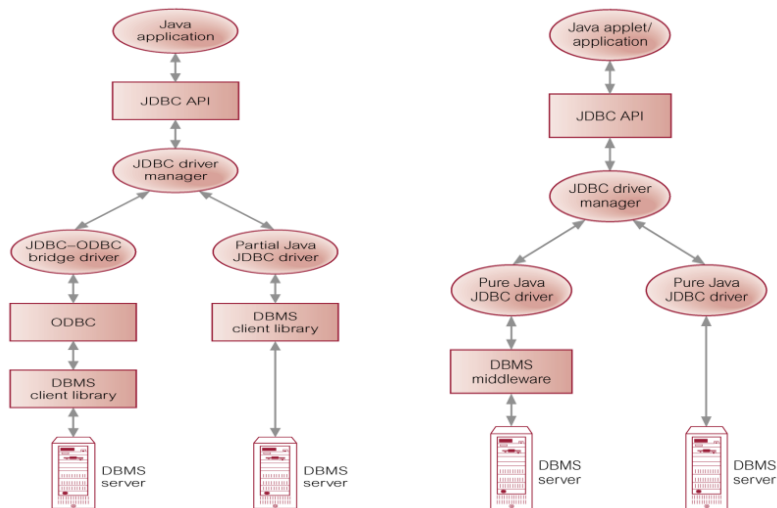 Java
application
JDBC API
JDBC driver
manager
JDBC–ODBC
bridge driver
Partial Java
JDBC driver
ODBC
DBMS
client library
DBMS
client library
DBMS
server
DBMS
server
Java applet/
application
JDBC API
JDBC driver
manager
Pure Java
JDBC driver
Pure Java
JDBC driver
DBMS
middleware
DBMS
server
DBMS
server